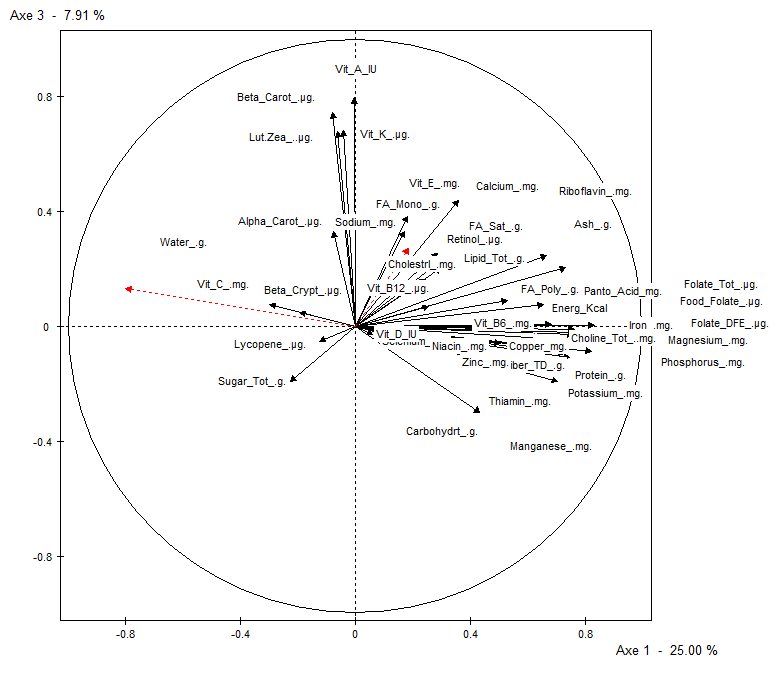 Axe 3 - 7.91 %
Vit_A_IU
Beta_Carot_.µg.
0.8
Lut.Zea_..µg.
Vit_K_.µg.
Vit_E_.mg.
Calcium_.mg.
Riboflavin_.mg.
FA_Mono_.g.
0.4
Alpha_Carot_.µg.
Sodium_.mg.
FA_Sat_.g.
Ash_.g.
Water_.g.
Retinol_.µg.
Cholestrl_.mg.
Lipid_Tot_.g.
Vit_C_.mg.
Beta_Crypt_.µg.
Vit_B12_.µg.
FA_Poly_.g.
Panto_Acid_mg.
Folate_Tot_.µg.
Food_Folate_.µg.
Energ_Kcal
0
Vit_D_IU
Vit_B6_.mg.
Iron_.mg.
Folate_DFE_.µg.
Lycopene_.µg.
Niacin_.mg.
Copper_mg.
Choline_Tot_..mg.
Magnesium_.mg.
Zinc_.mg.
iber_TD_.g.
Phosphorus_.mg.
Sugar_Tot_.g.
Protein_.g.
Potassium_.mg.
Thiamin_.mg.
-0.4
Carbohydrt_.g.
Manganese_.mg.
-0.8
-0.8 -0.4 0 0.4 0.8
Axe 1 - 25.00 %